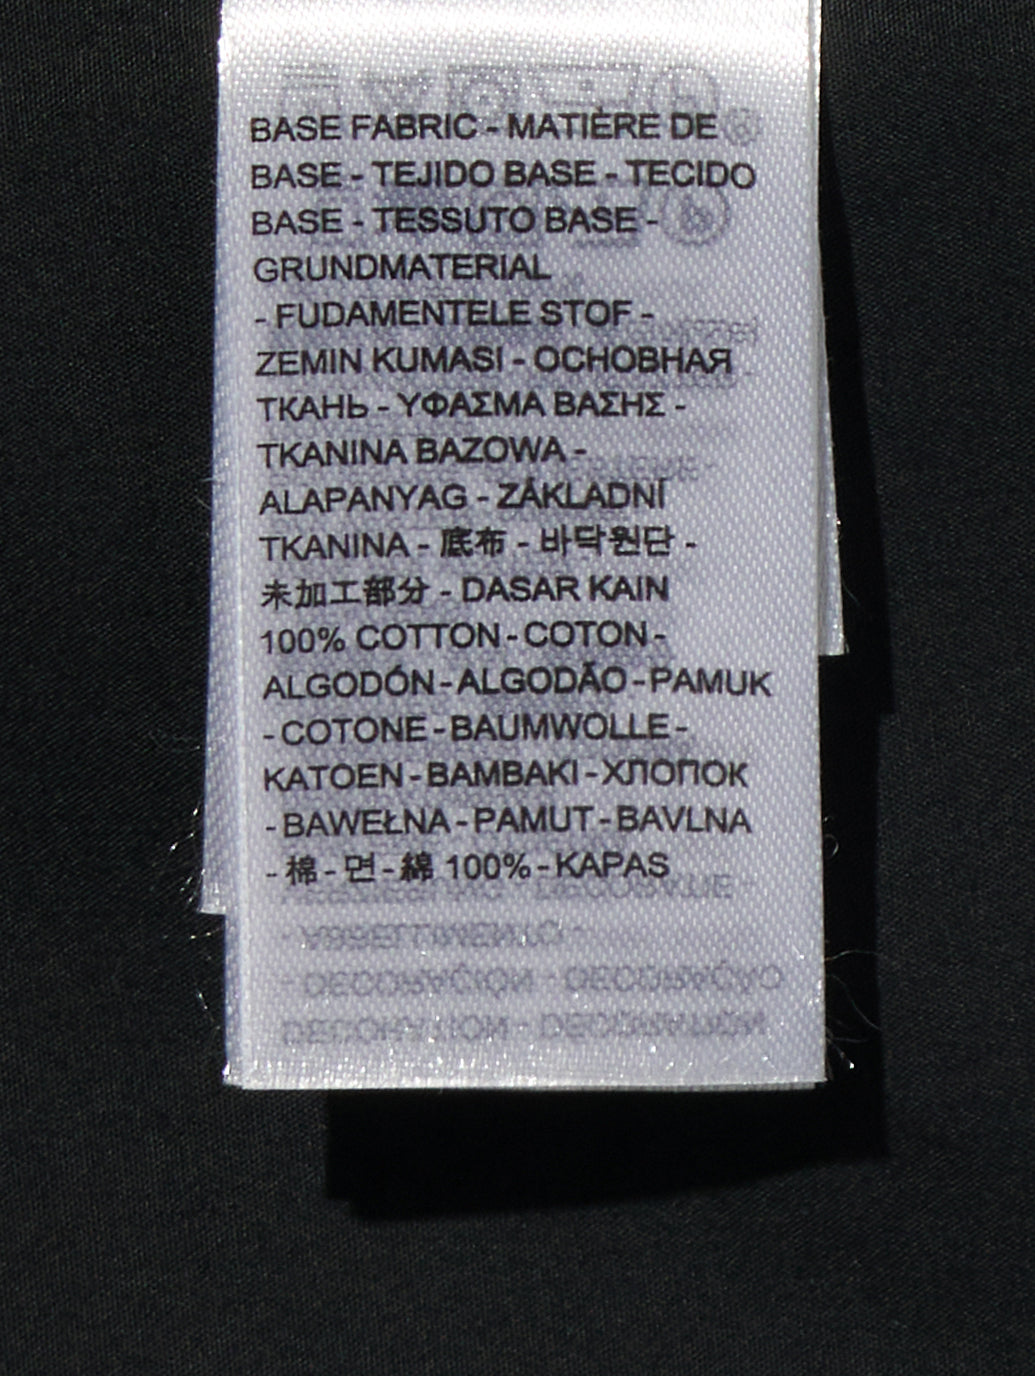 BASE FABRIC - MATIÈRE DE
BASE - TEJIDO BASE - TECIDO
BASE - TESSUTO BASE -
GRUNDMATERIAL
- FUDAMENTELE STOF -
ZEMIN KUMASI - ОСНОВНАЯ
ТКАНЬ - ΥΦΑΣΜΑ ΒΑΣΗΣ -
TKANINA BAZOWA -
ALAPANYAG - ZÁKLADNÍ
TKANINA - 底布 - 바닥원단 -
未加工部分 - DASAR KAIN
100% COTTON - COTON -
ALGODÓN - ALGODÃO - PAMUK
- COTONE - BAUMWOLLE -
KATOEN - BAMBAKI - ХЛОПОК
- BAWEŁNA - PAMUT - BAVLNA
- 棉 - 면 - 綿 100% - KAPAS